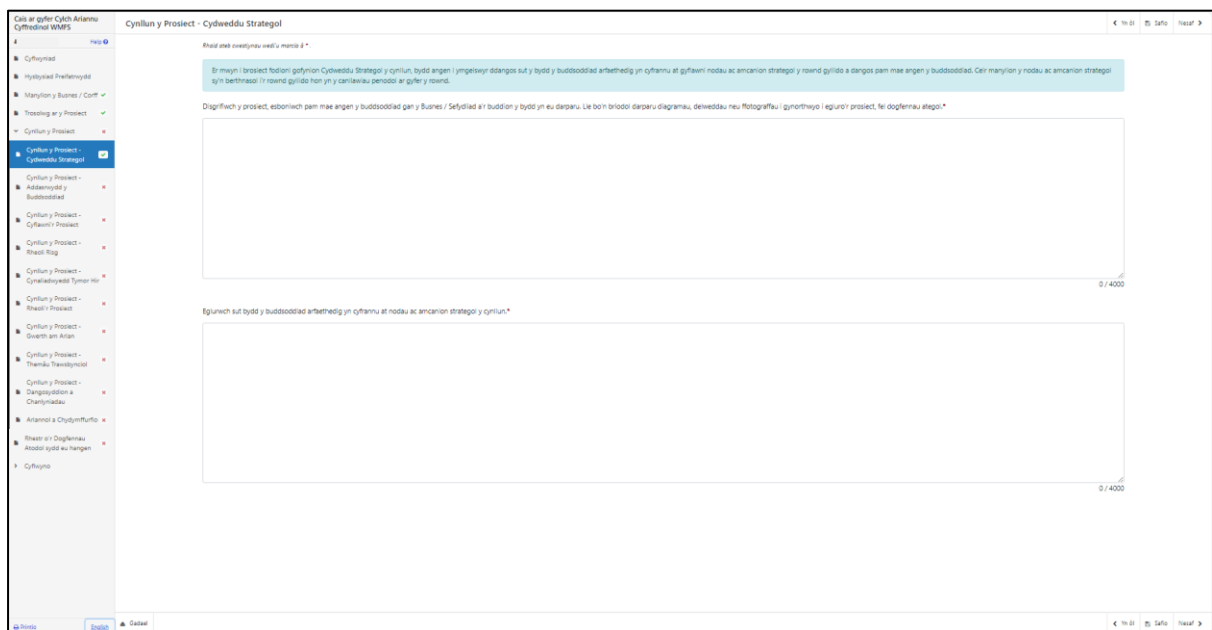 Cais ar gyfer Cylch Ariannu
Cyffredinol WMFS
Help
Cyflwyniad
Hysbysiad Preifatrwydd
Manylion y Busnes / Corff
Trosolwg ar y Prosiect
Cynllun y Prosiect
Cynllun y Prosiect -
Cydweddu Strategol
Cynllun y Prosiect -
Addasrwydd y
Buddsoddiad
Cynllun y Prosiect -
Cyflawni'r Prosiect
Cynllun y Prosiect -
Rheoli Risg
Cynllun y Prosiect -
Cynaliadwyedd Tymor Hir
Cynllun y Prosiect -
Rheoli'r Prosiect
Cynllun y Prosiect -
Gwerth am Arian
Cynllun y Prosiect -
Themâu Trawsbynciol
Cynllun y Prosiect -
Dangosyddion a
Chanlyniadau
Ariannol a Chydymffurfio
Rhestr o'r Dogfennau
Atodol sydd eu hangen
Cyflwyno
Printio
English
Cynllun y Prosiect - Cydweddu Strategol
Yn ôl
Safio
Nesaf
Rhaid ateb cwestiynau wedi'u marcio â *.
Er mwyn i brosiect fodloni gofynion Cydweddu Strategol y cynllun, bydd angen i ymgeiswyr ddangos sut y bydd y buddsoddiad arfaethedig yn cyfrannu at gyflawni nodau ac amcanion strategol y rownd gyllido a dangos pam mae angen y buddsoddiad. Ceir manylion y nodau ac amcanion strategol
sy'n berthnasol i'r rownd gyllido hon yn y canllawiau penodol ar gyfer y rownd.
Disgrifiwch y prosiect, esboniwch pam mae angen y buddsoddiad gan y Busnes / Sefydliad a'r buddion y bydd yn eu darparu. Lle bo'n briodol darparu diagramau, delweddau neu ffotograffau i gynorthwyo i egluro'r prosiect, fel dogfennau ategol.*
0 / 4000
Eglurwch sut bydd y buddsoddiad arfaethedig yn cyfrannu at nodau ac amcanion strategol y cynllun.*
0 / 4000
Gadael
Yn ôl
Safio
Nesaf